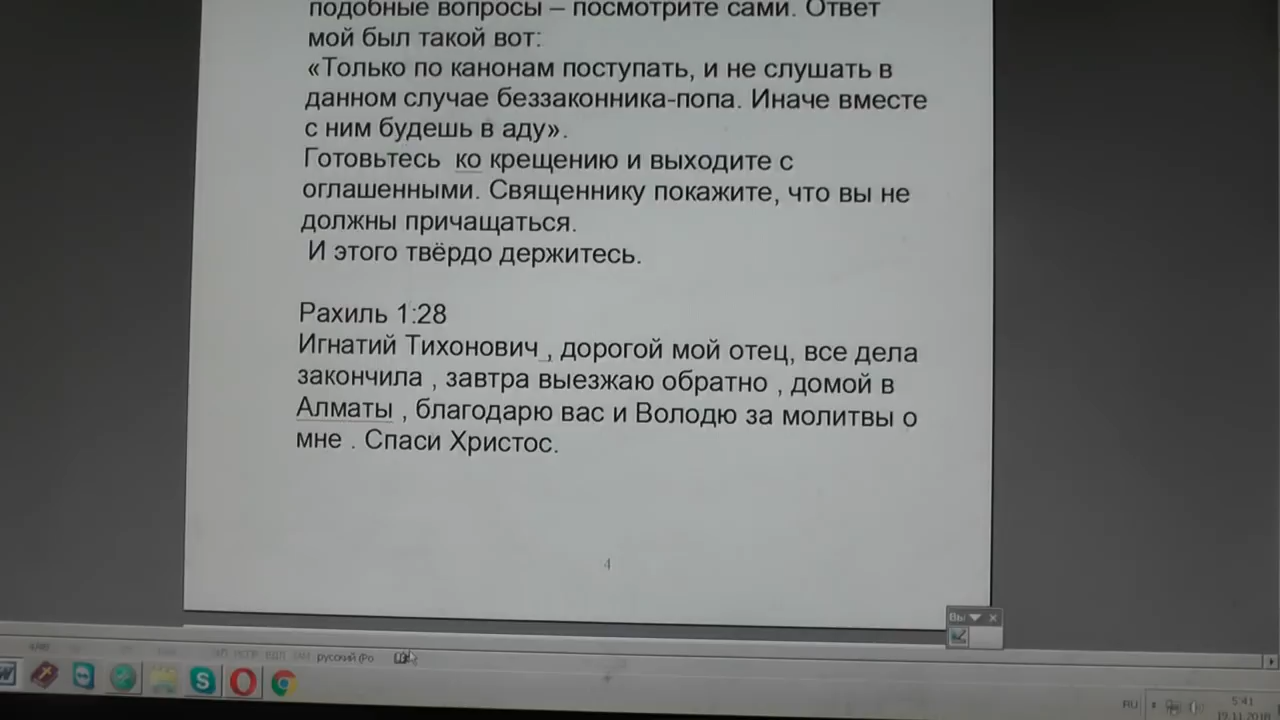 подобные вопросы – посмотрите сами. Ответ
мой был такой вот:
«Только по канонам поступать, и не слушать в
данном случае беззаконника-попа. Иначе вместе
с ним будешь в аду».
Готовьтесь ко крещению и выходите с
оглашенными. Священнику покажите, что вы не
должны причащаться.
И этого твёрдо держитесь.
Рахиль 1:28
Игнатий Тихонович , дорогой мой отец, все дела
закончила , завтра выезжаю обратно , домой в
Алматы , благодарю вас и Володю за молитвы о
мне . Спаси Христос.
4
Вы
русский (Ро
RU
5:41